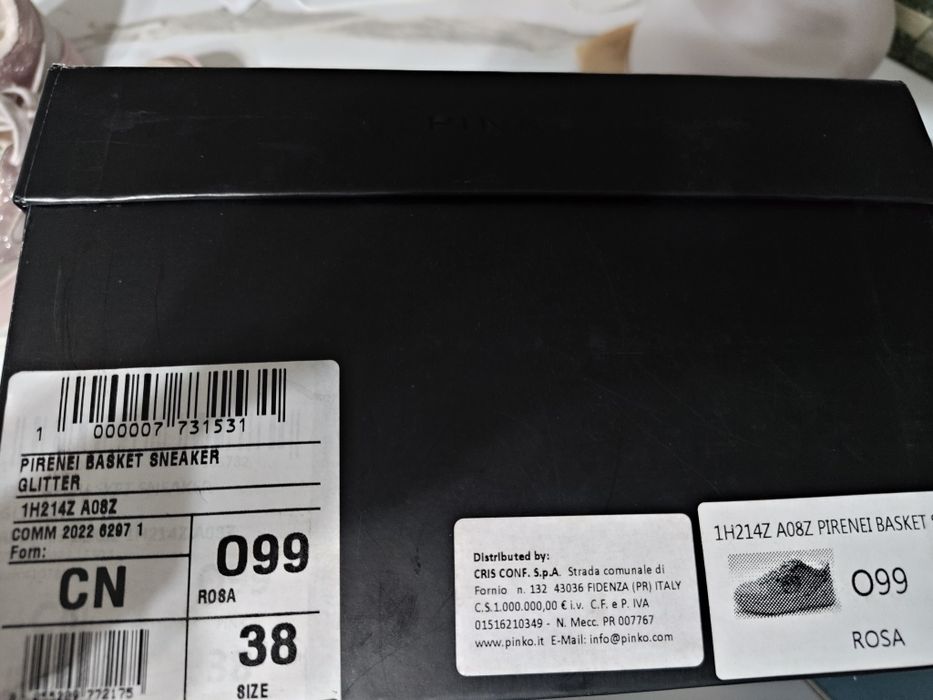 PINKO
1 000007 731531
PIRENEI BASKET SNEAKER
GLITTER
1H214Z A08Z
COMM 2022 6297 1
Forn:
CN
O99
ROSA
38
SIZE
772175
Distributed by:
CRIS CONF. S.p.A. Strada comunale di
Fornio n. 132 43036 FIDENZA (PR) ITALY
C.S.1.000.000,00 € i.v. C.F. e P. IVA
01516210349 - N. Mecc. PR 007767
www.pinko.it E-Mail: info@pinko.com
1H214Z A08Z PIRENEI BASKET
O99
ROSA